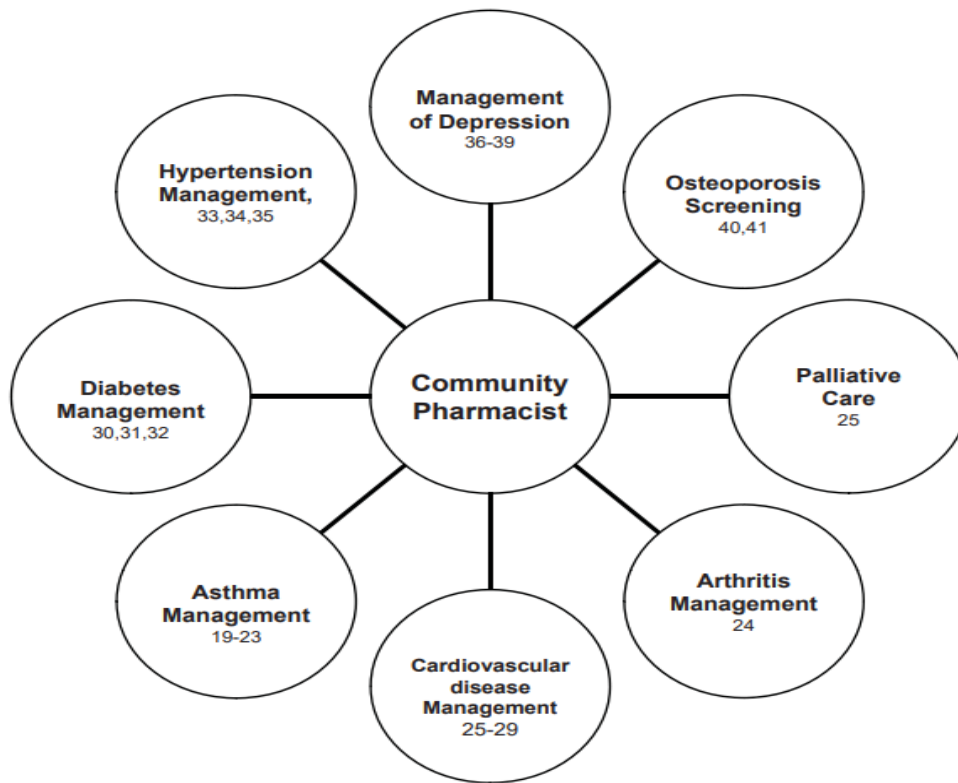 Management
of Depression
36-39
Hypertension
Management,
33,34,35
Osteoporosis
Screening
40,41
Diabetes
Management
30,31,32
Community
Pharmacist
Palliative
Care
25
Asthma
Management
19-23
Arthritis
Management
24
Cardiovascular
disease
Management
25-29